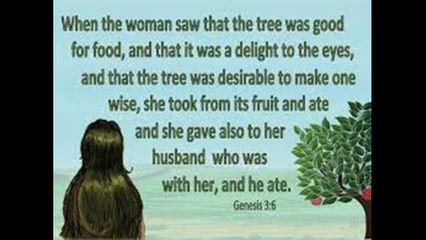 When the woman saw that the tree was good
for food, and that it was a delight to the eyes,
and that the tree was desirable to make one
wise, she took from its fruit and ate
and she gave also to her
husband who was
with her, and he ate.
Genesis 3:6